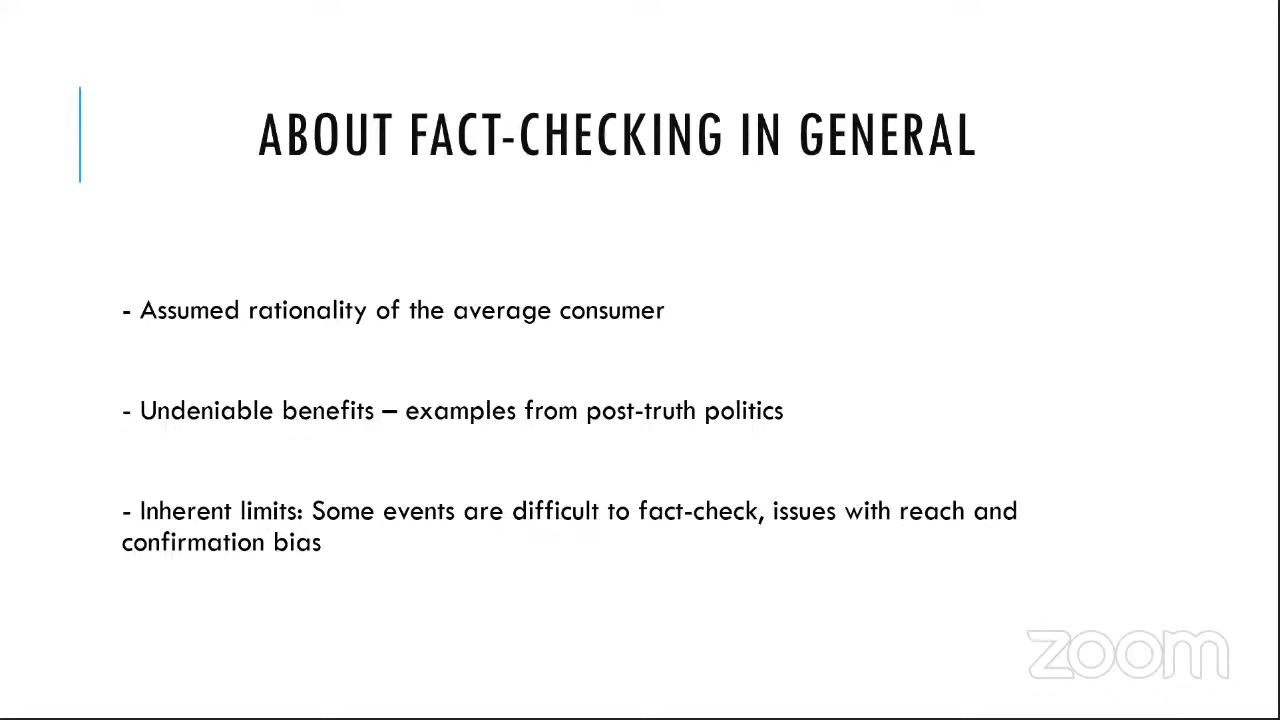 ABOUT FACT-CHECKING IN GENERAL
- Assumed rationality of the average consumer
- Undeniable benefits – examples from post-truth politics
- Inherent limits: Some events are difficult to fact-check, issues with reach and
confirmation bias
zoom